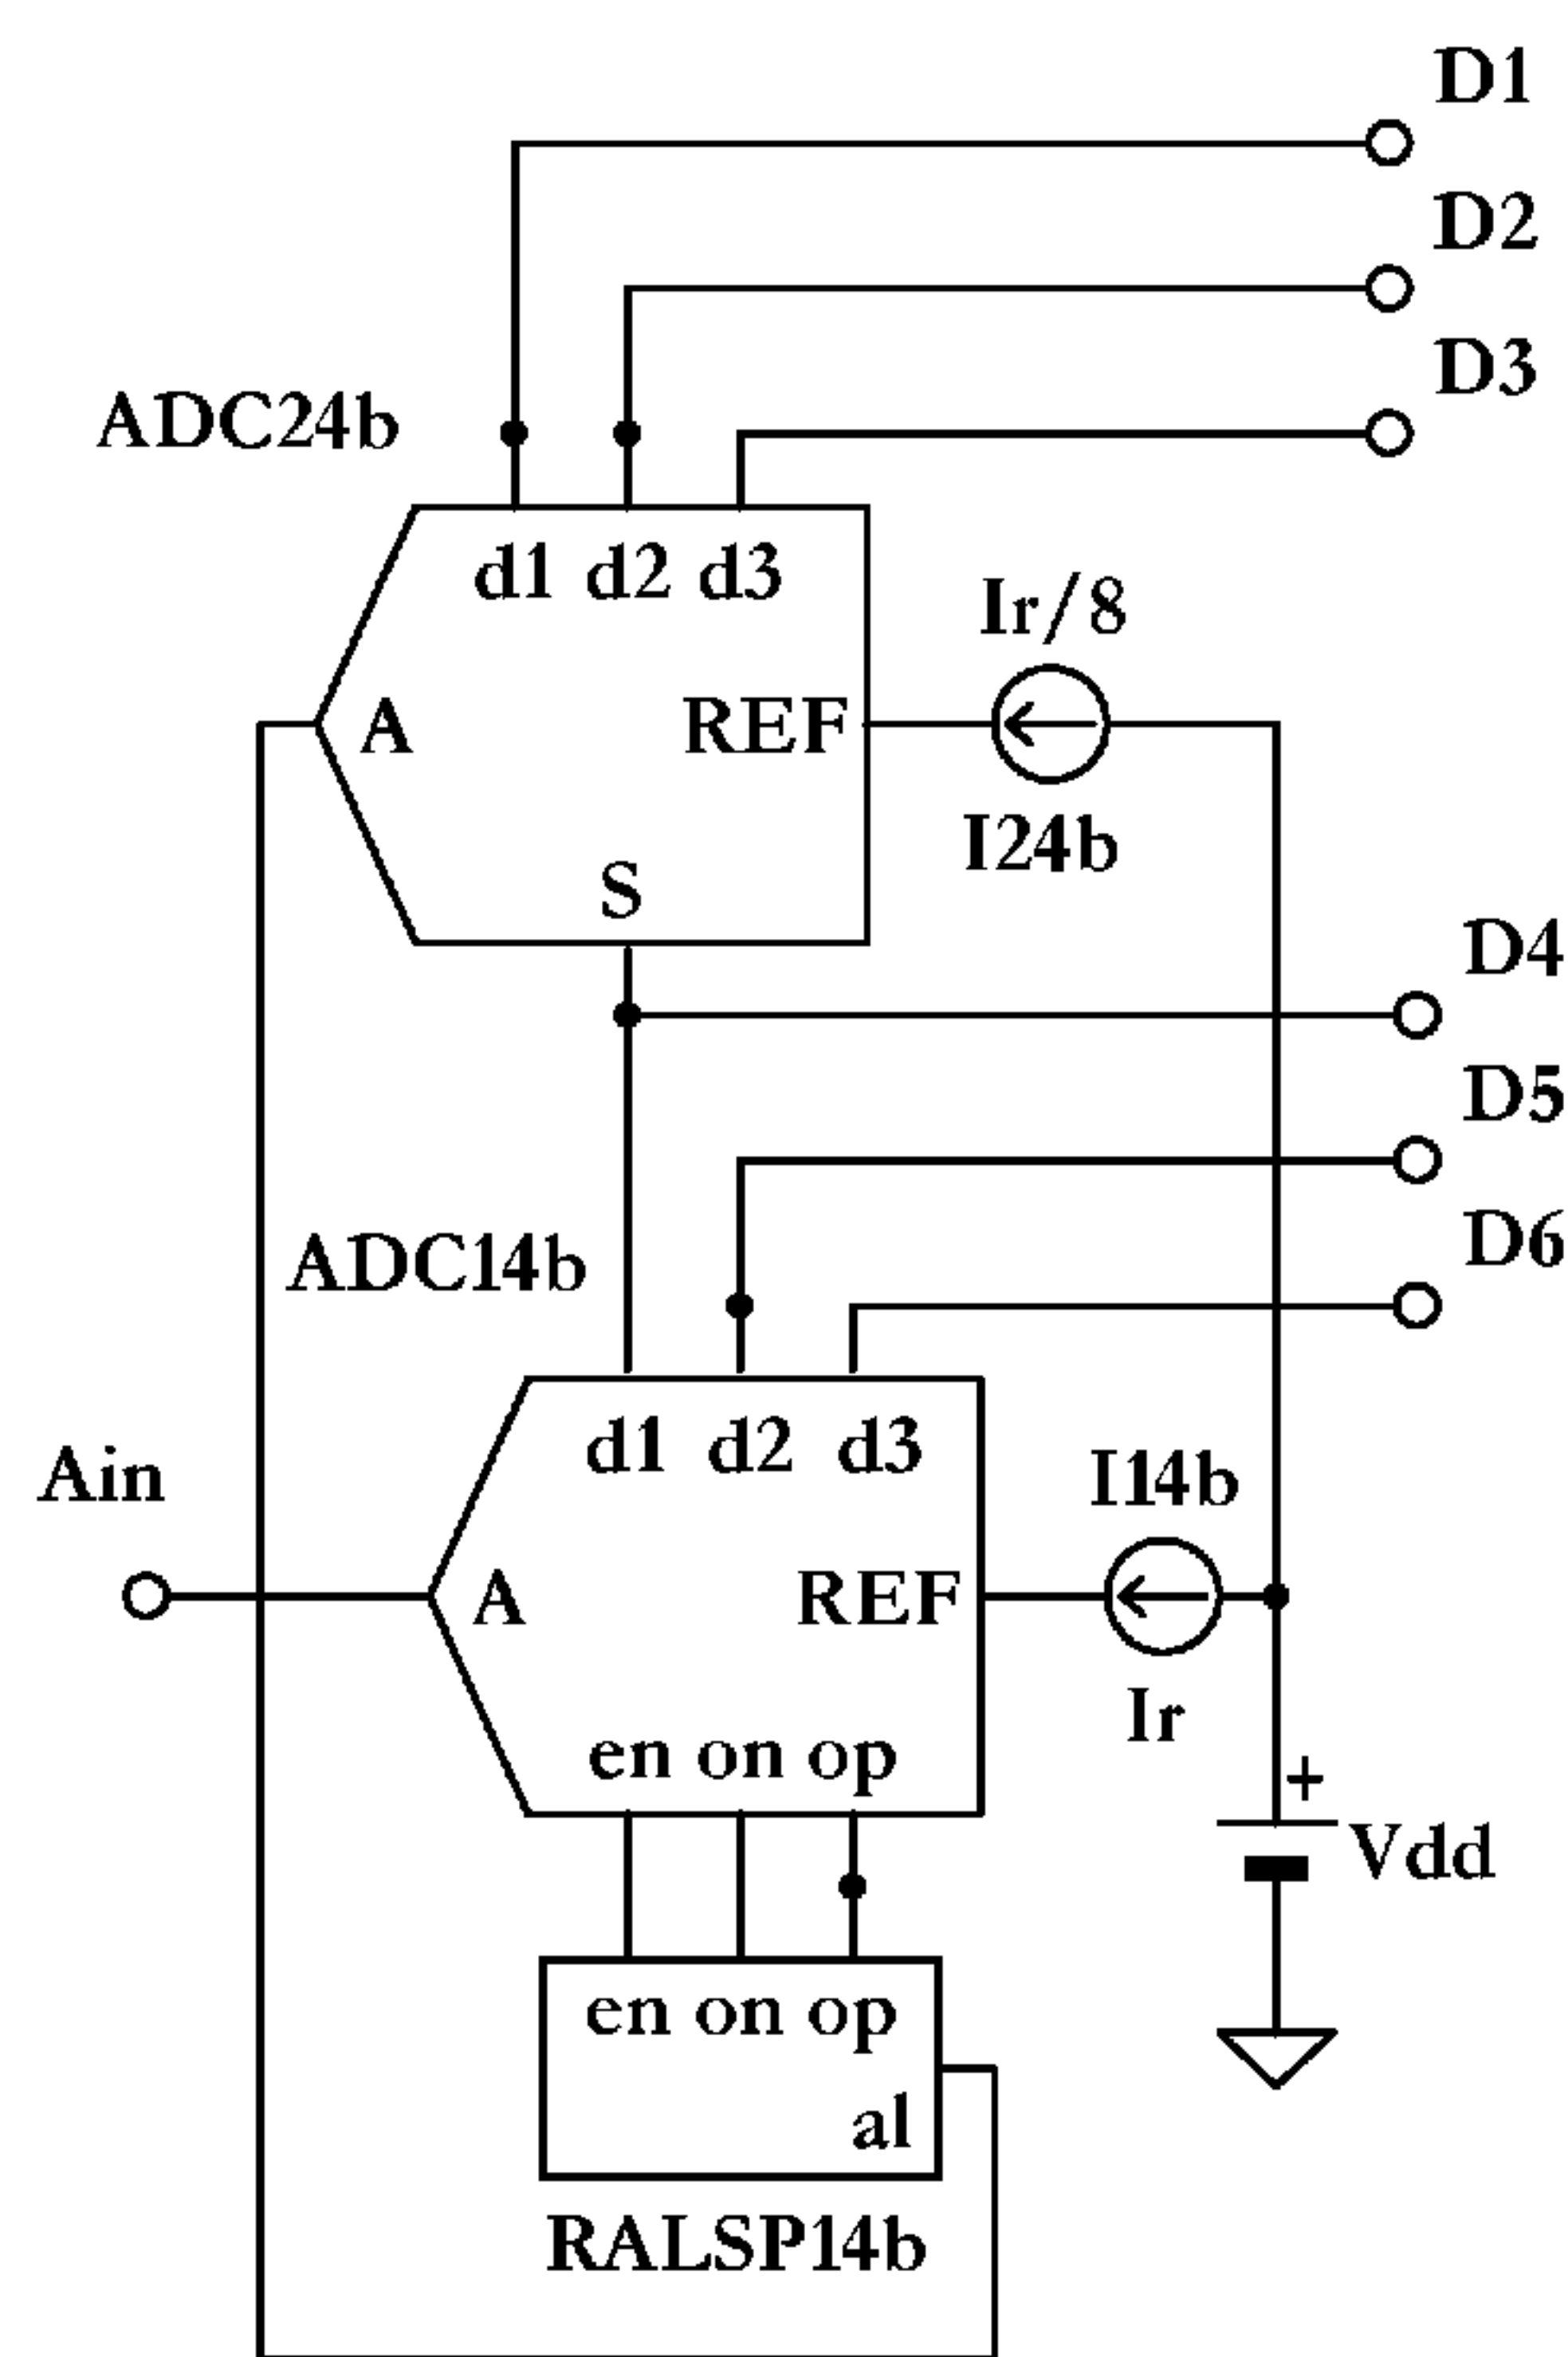 D1
D2
D3
ADC24b
d1 d2 d3
Ir/8
A REF
I24b
S
D4
D5
D6
ADC14b
d1 d2 d3
Ain
I14b
A REF
Ir
en on op
+
Vdd
en on op
al
RALSP14b